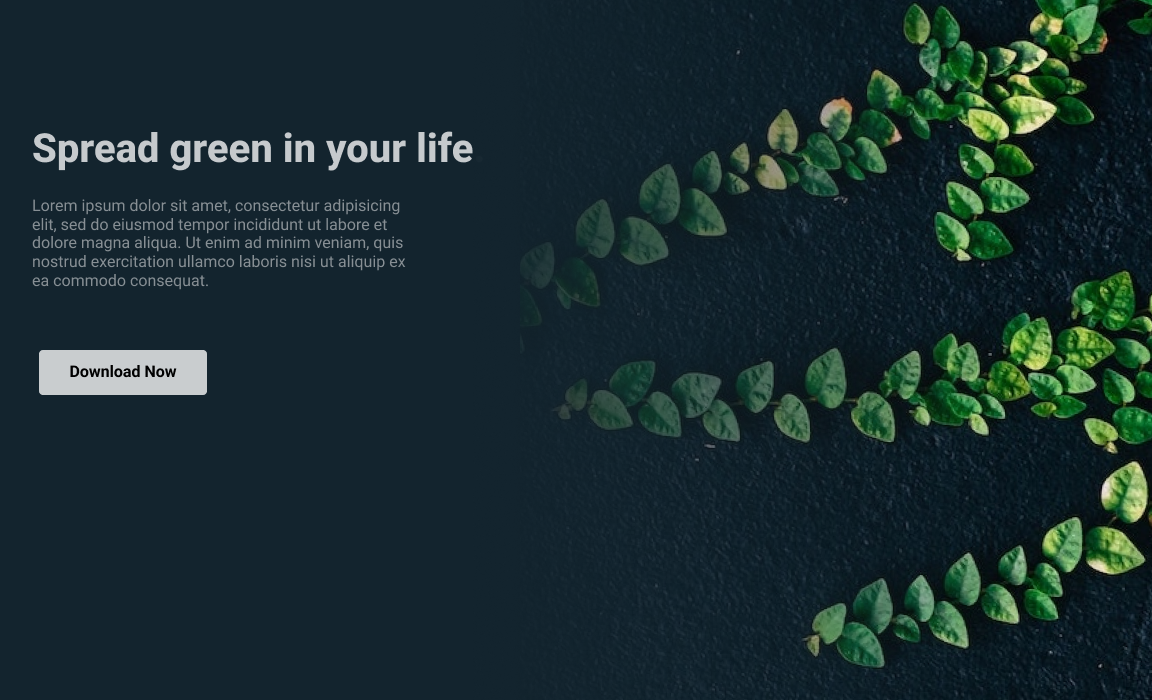 Spread green in your life
Lorem ipsum dolor sit amet, consectetur adipisicing
elit, sed do eiusmod tempor incididunt ut labore et
dolore magna aliqua. Ut enim ad minim veniam, quis
nostrud exercitation ullamco laboris nisi ut aliquip ex
ea commodo consequat.
Download Now